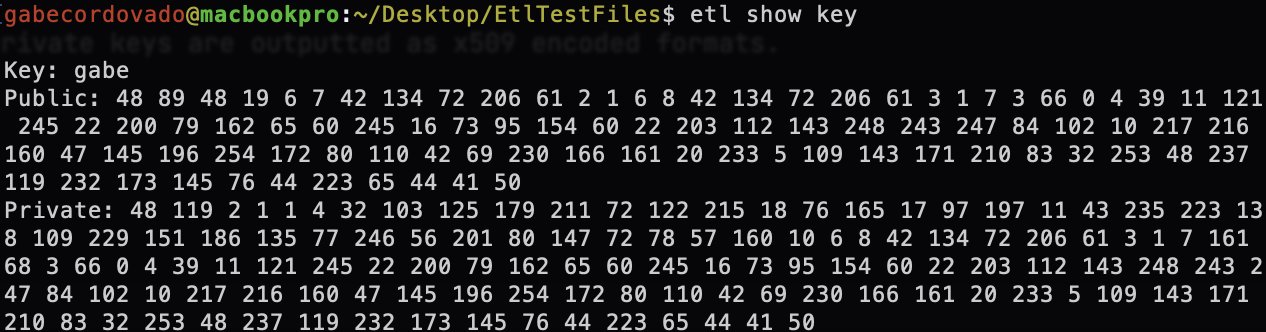 gabecordovado@macbookpro:~/Desktop/EtlTestFiles$ etl show key
rivate keys are outputted as x509 encoded formats.
Key: gabe
Public: 48 89 48 19 6 7 42 134 72 206 61 2 1 6 8 42 134 72 206 61 3 1 7 3 66 0 4 39 11 121
245 22 200 79 162 65 60 245 16 73 95 154 60 22 203 112 143 248 243 247 84 102 10 217 216
160 47 145 196 254 172 80 110 42 69 230 166 161 20 233 5 109 143 171 210 83 32 253 48 237
119 232 173 145 76 44 223 65 44 41 50
Private: 48 119 2 1 1 4 32 103 125 179 211 72 122 215 18 76 165 17 97 197 11 43 235 223 13
8 109 229 151 186 135 77 246 56 201 80 147 72 78 57 160 10 6 8 42 134 72 206 61 3 1 7 161
68 3 66 0 4 39 11 121 245 22 200 79 162 65 60 245 16 73 95 154 60 22 203 112 143 248 243 2
47 84 102 10 217 216 160 47 145 196 254 172 80 110 42 69 230 166 161 20 233 5 109 143 171
210 83 32 253 48 237 119 232 173 145 76 44 223 65 44 41 50